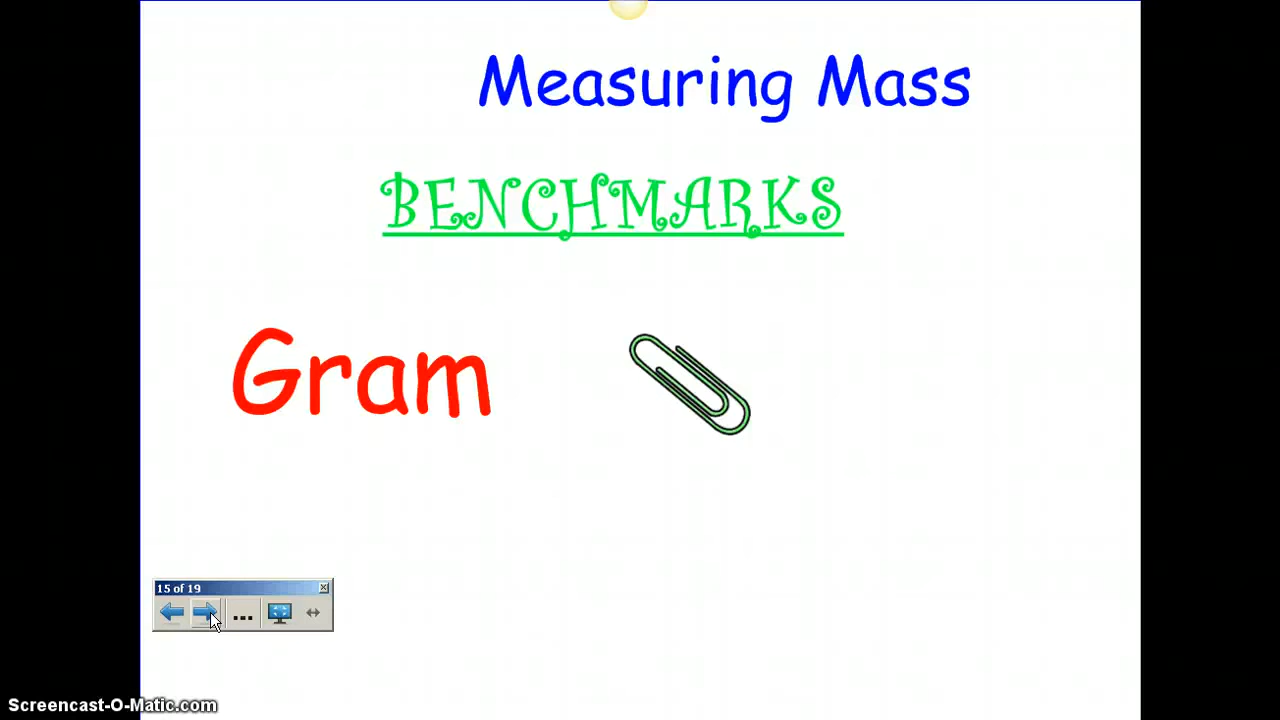 Measuring Mass
BENCHMARKS
Gram
15 of 19
...
Screencast-O-Matic.com